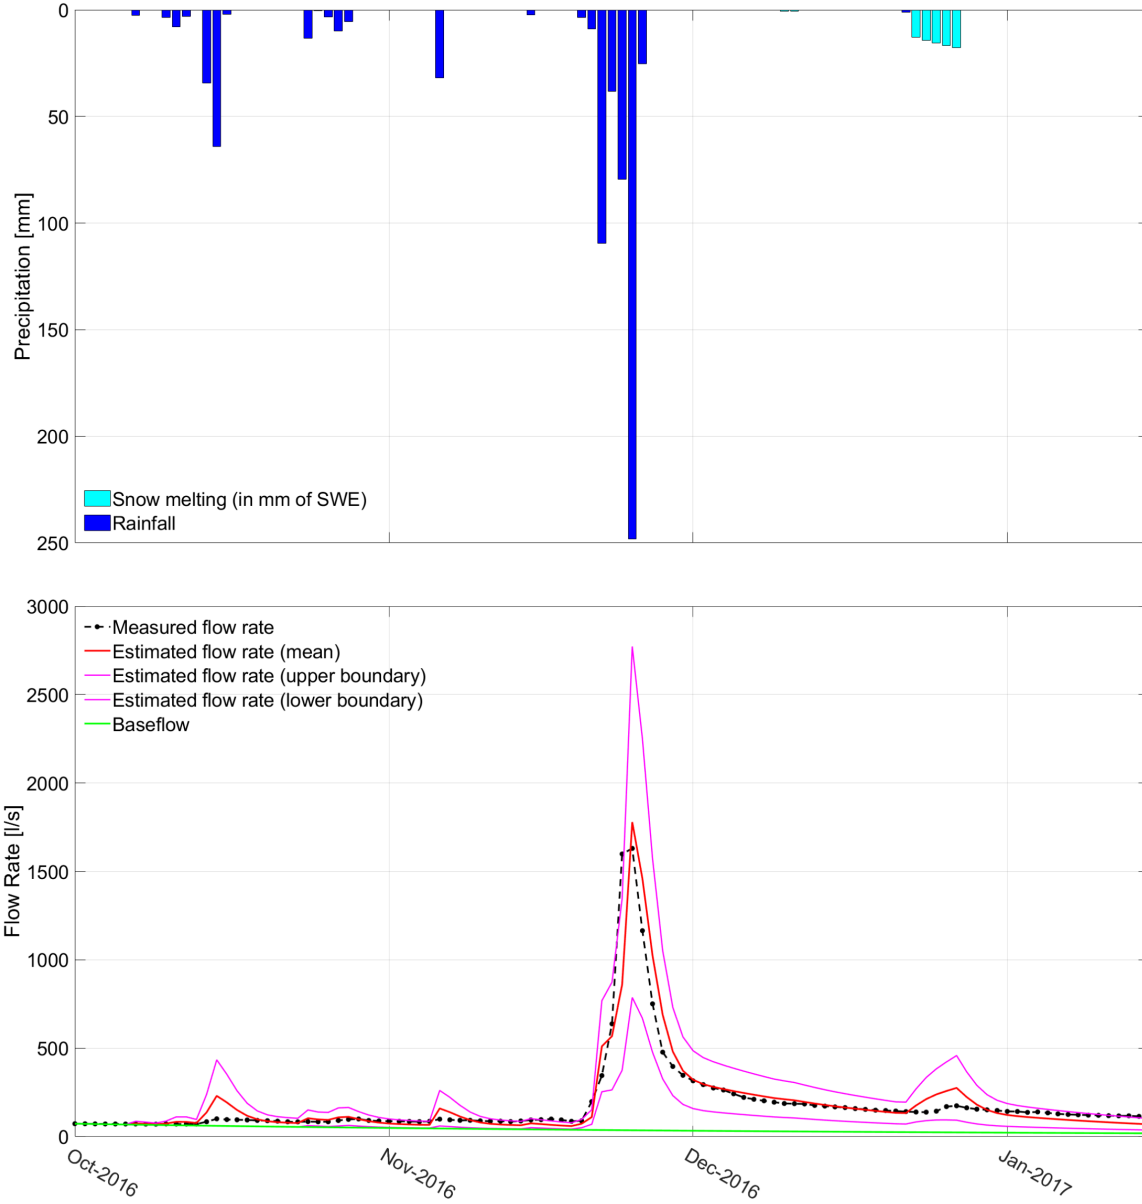 0
50
100
150
200
250
Precipitation [mm]
Snow melting (in mm of SWE)
Rainfall
3000
2500
2000
1500
1000
500
0
Flow Rate [l/s]
Measured flow rate
Estimated flow rate (mean)
Estimated flow rate (upper boundary)
Estimated flow rate (lower boundary)
Baseflow
Oct-2016
Nov-2016
Dec-2016
Jan-2017